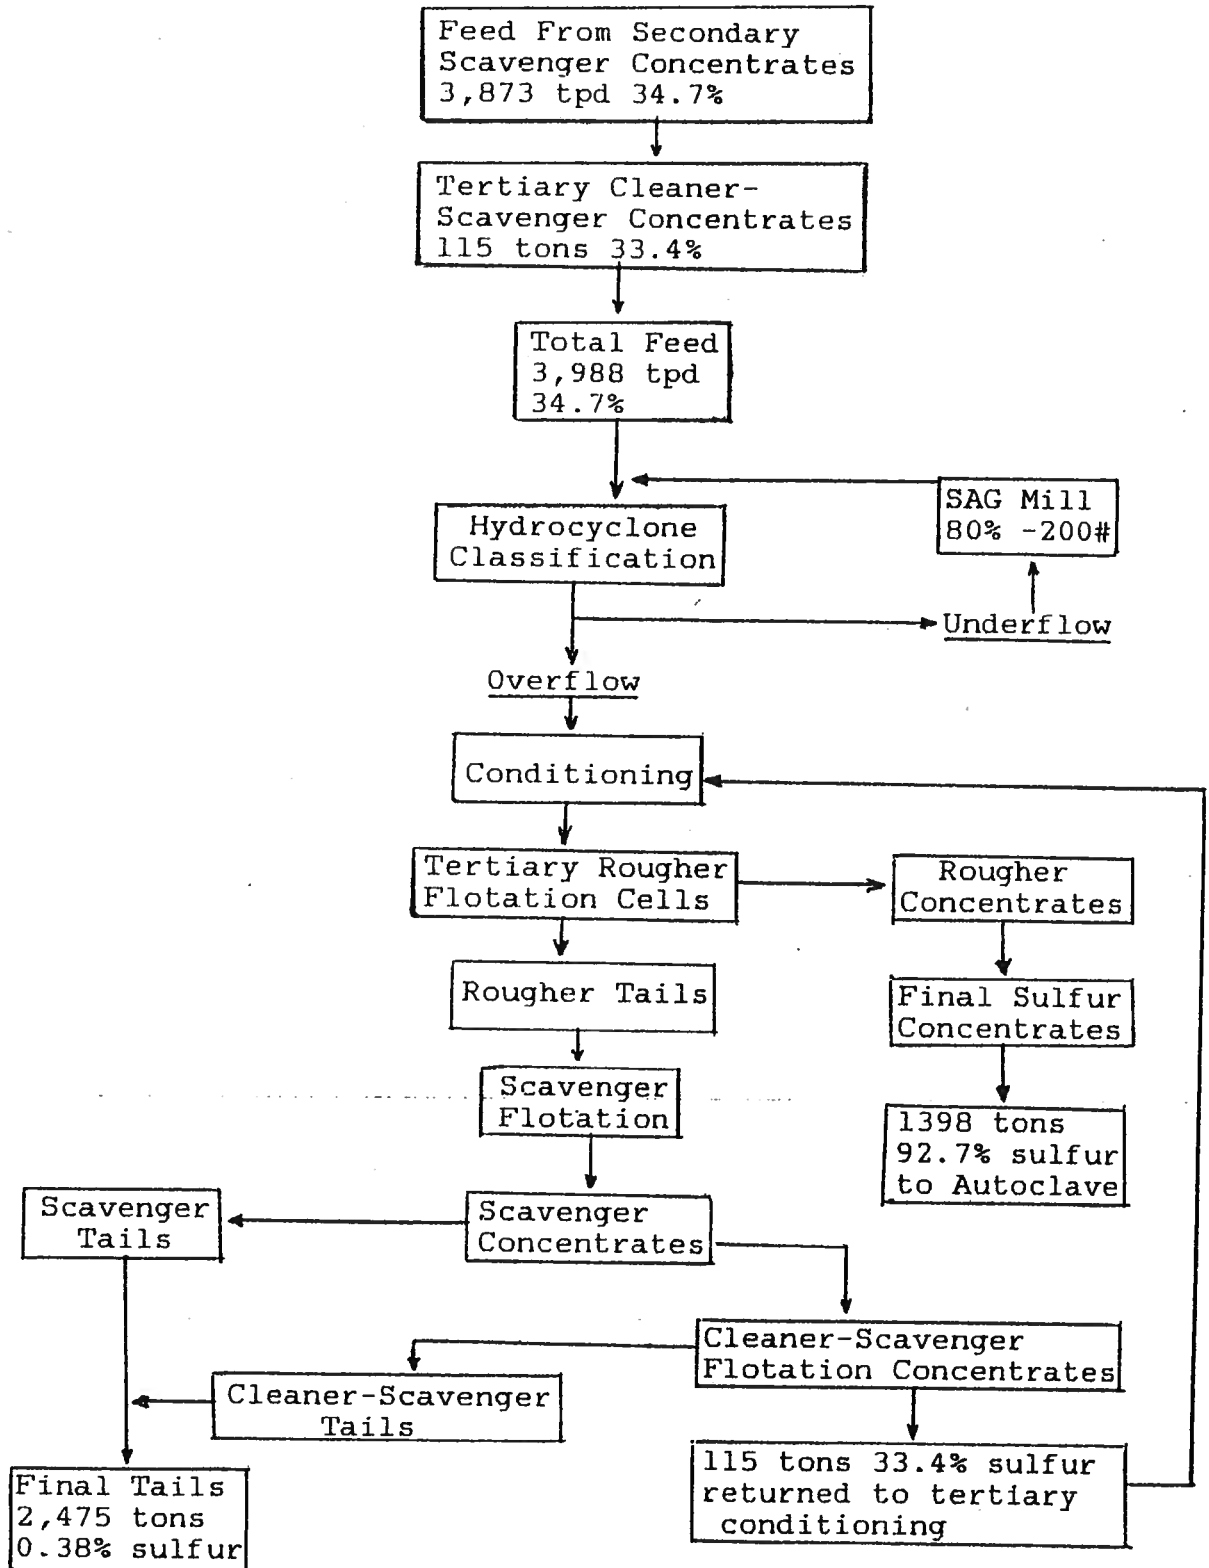 Feed From Secondary
Scavenger Concentrates
3,873 tpd 34.7%
Tertiary Cleaner-
Scavenger Concentrates
115 tons 33.4%
Total Feed
3,988 tpd
34.7%
SAG Mill
80% -200#
Hydrocyclone
Classification
Underflow
Overflow
Conditioning
Tertiary Rougher
Flotation Cells
Rougher
Concentrates
Rougher Tails
Final Sulfur
Concentrates
Scavenger
Flotation
1398 tons
92.7% sulfur
to Autoclave
Scavenger
Tails
Scavenger
Concentrates
Cleaner-Scavenger
Flotation Concentrates
Cleaner-Scavenger
Tails
115 tons 33.4% sulfur
returned to tertiary
conditioning
Final Tails
2,475 tons
0.38% sulfur